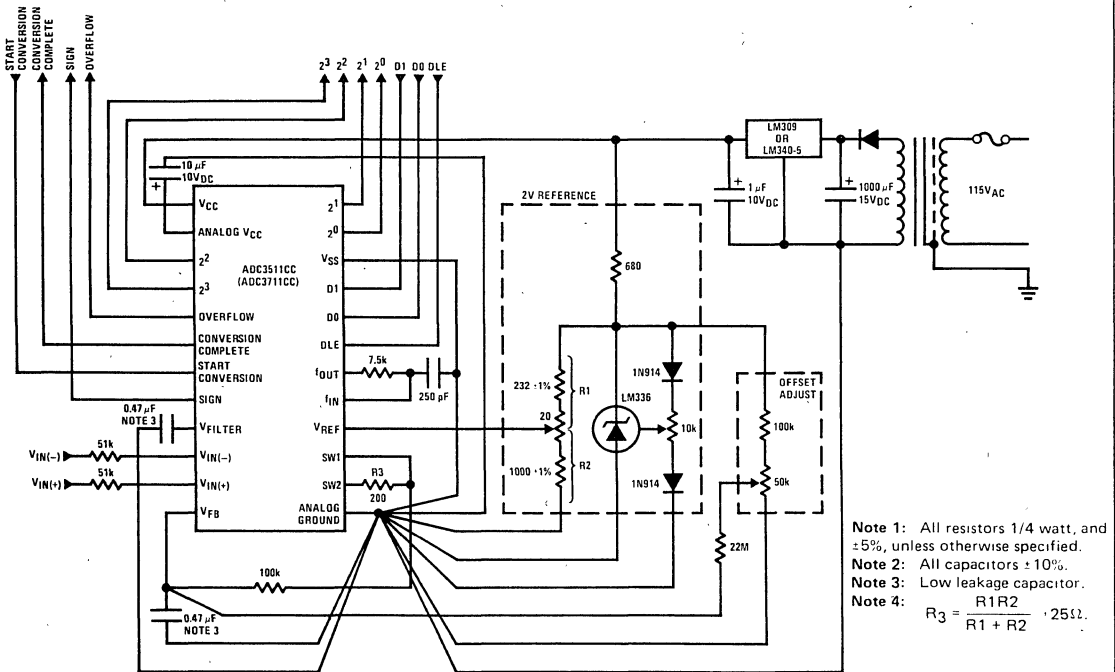 START
CONVERSION
CONVERSION
COMPLETE
SIGN
OVERFLOW
2³ 2² 2¹ 2⁰ D1 D0 DLE
10 µF
10VDC
+
VCC
ANALOG VCC
2²
2³
OVERFLOW
CONVERSION
COMPLETE
START
CONVERSION
SIGN
VFILTER
VIN(-)
VIN(+)
VFB
ADC3511CC
(ADC3711CC)
2¹
2⁰
VSS
D1
D0
DLE
fOUT
fIN
VREF
SW1
SW2
ANALOG
GROUND
0.47 µF
NOTE 3
VIN(-)
51k
VIN(+)
51k
7.5k
250 pF
R3
200
100k
0.47 µF
NOTE 3
2V REFERENCE
680
232 ±1%
R1
20
1000 ±1%
R2
LM336
1N914
10k
1N914
OFFSET
ADJUST
100k
50k
22M
LM309
OR
LM340-5
+
1 µF
10VDC
+
1000 µF
15VDC
115VAC
Note 1: All resistors 1/4 watt, and
±5%, unless otherwise specified.
Note 2: All capacitors ±10%.
Note 3: Low leakage capacitor.
Note 4: R3 = R1R2 / R1 + R2 25Ω.